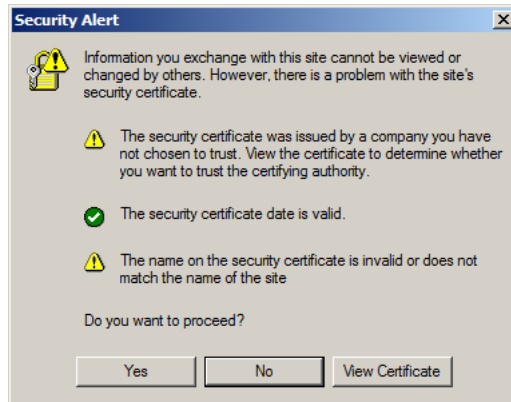 Security Alert
Information you exchange with this site cannot be viewed or
changed by others. However, there is a problem with the site's
security certificate.
The security certificate was issued by a company you have
not chosen to trust. View the certificate to determine whether
you want to trust the certifying authority.
The security certificate date is valid.
The name on the security certificate is invalid or does not
match the name of the site
Do you want to proceed?
Yes No View Certificate